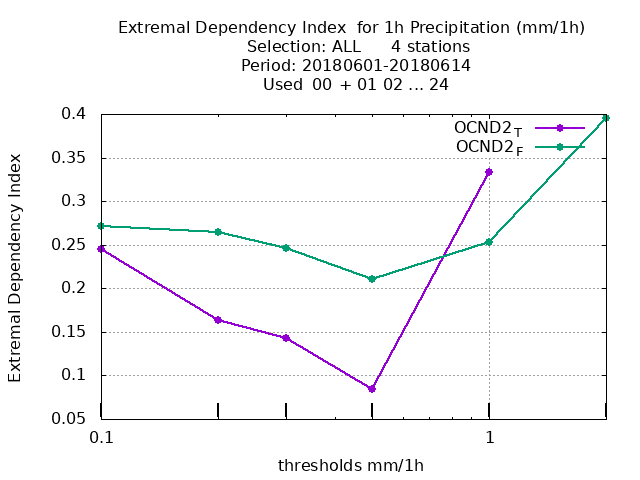 Extremal Dependency Index for 1h Precipitation (mm/1h)
Selection: ALL 4 stations
Period: 20180601-20180614
Used 00 + 01 02 ... 24
OCND2T
OCND2F
0.4
0.35
0.3
0.25
0.2
0.15
0.1
0.05
Extremal Dependency Index
0.1
1
thresholds mm/1h